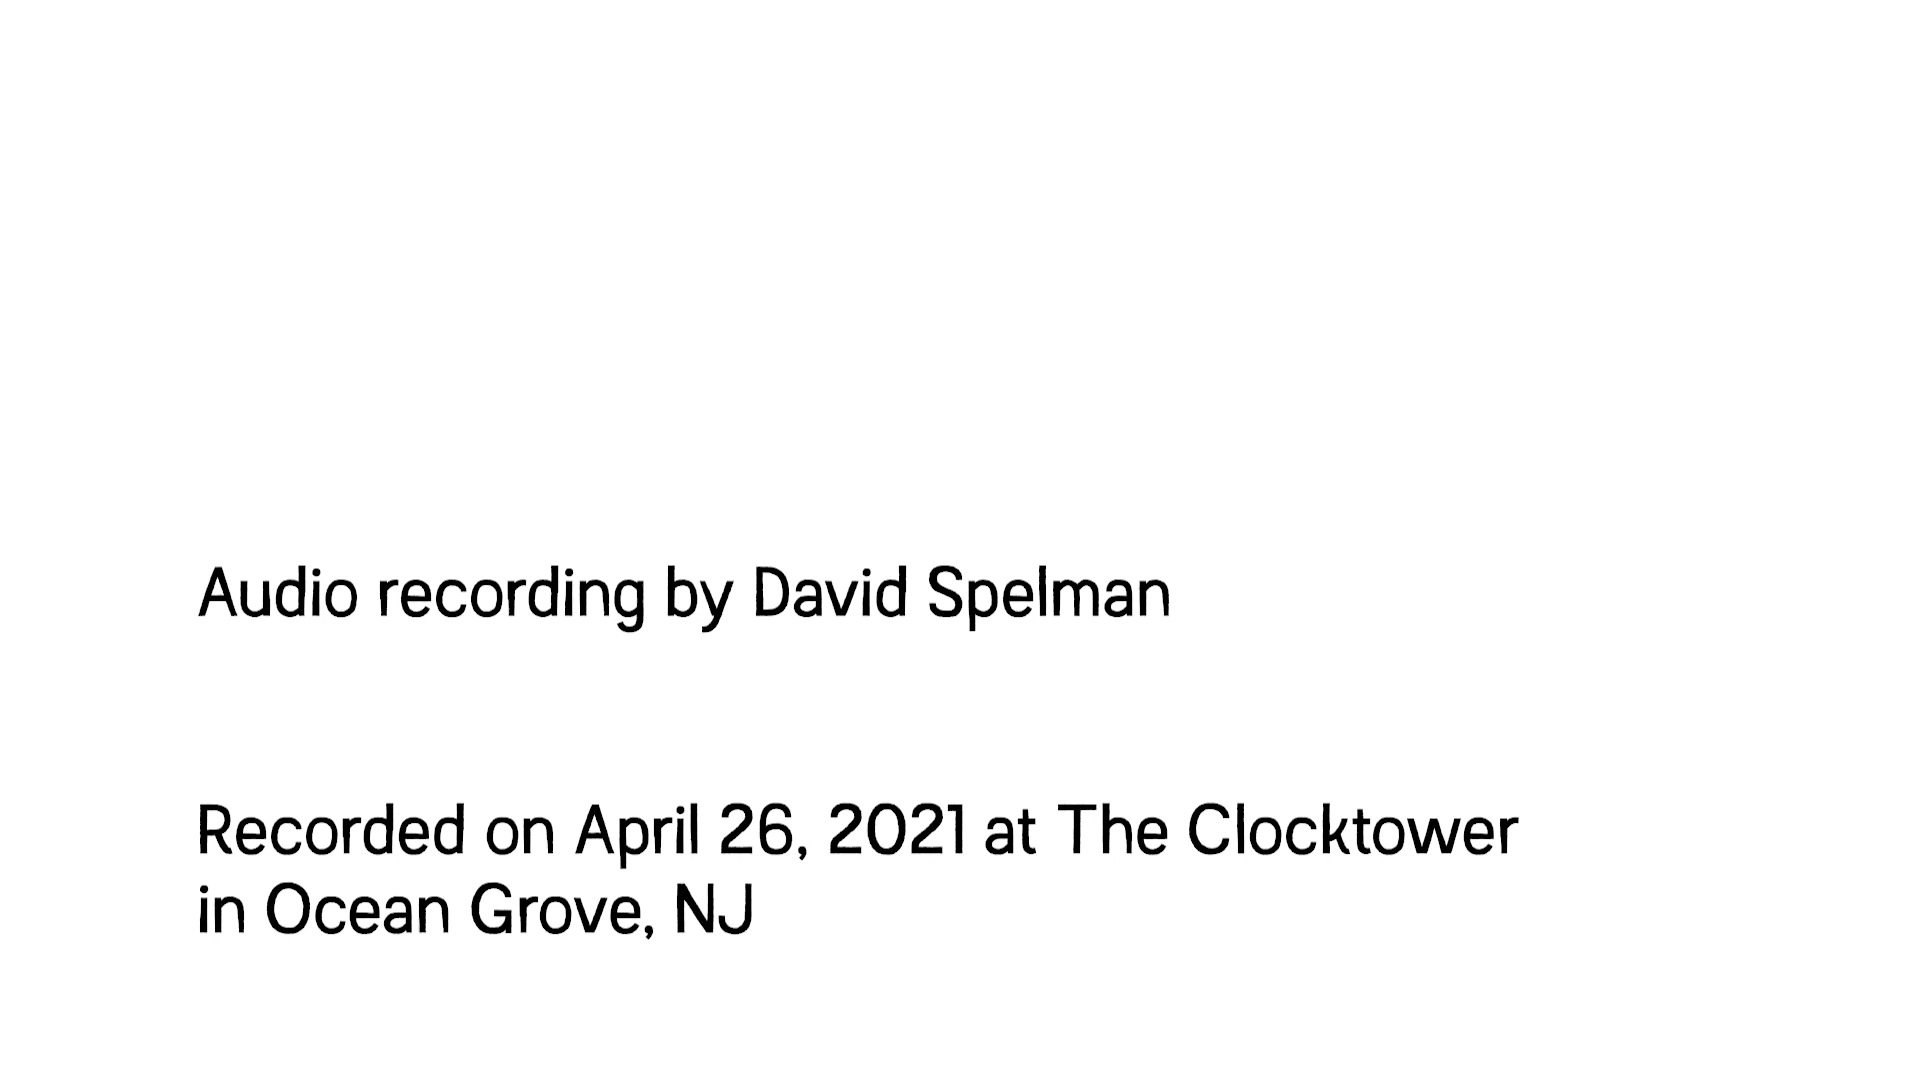 Audio recording by David Spelman
Recorded on April 26, 2021 at The Clocktower
in Ocean Grove, NJ